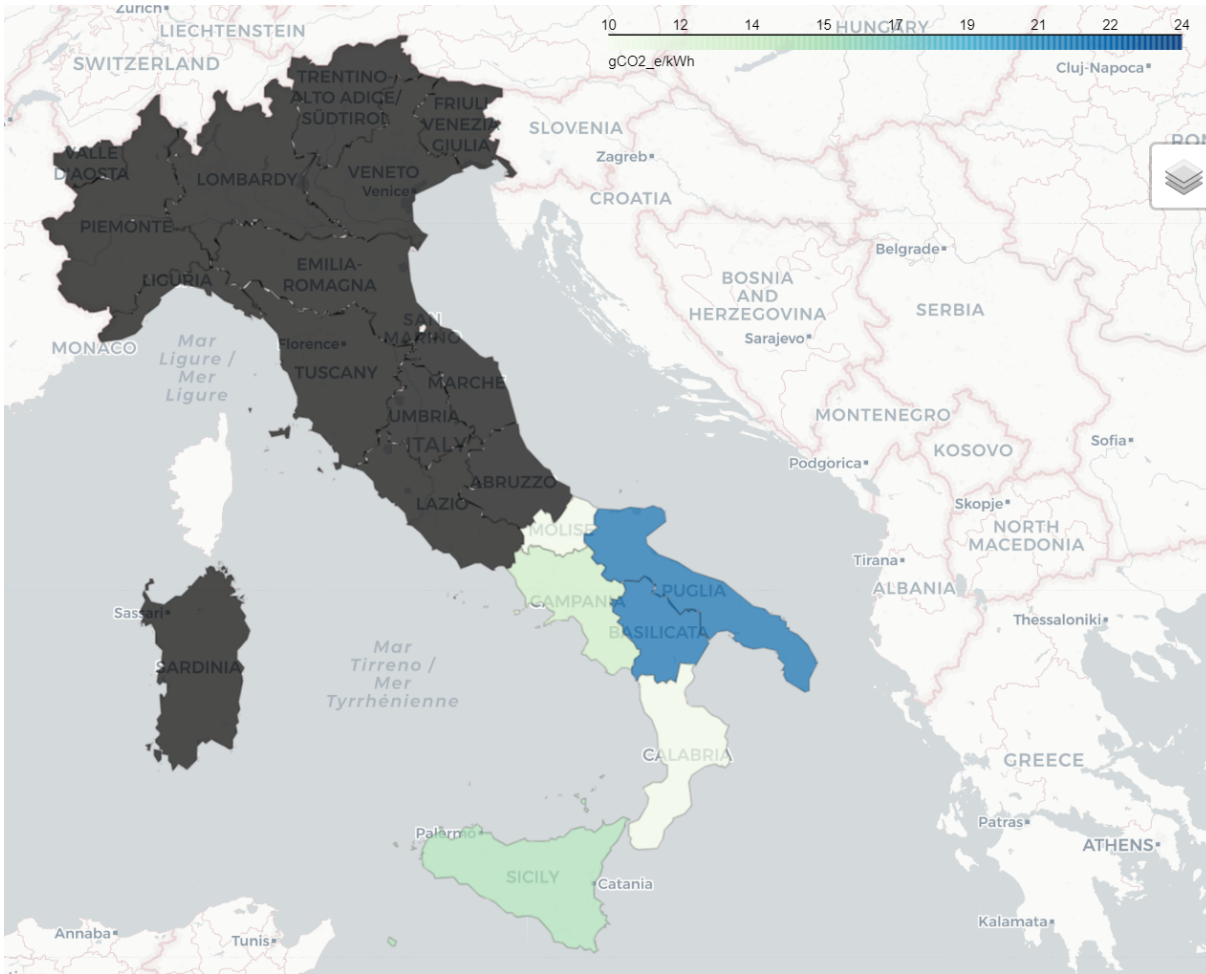 Zurich
LIECHTENSTEIN
SWITZERLAND
10 12 14 15 17 19 21 22 24
gCO2_e/kWh
HUNGARY
Cluj-Napoca
TRENTINO-
ALTO ADIGE/
SÜDTIROL
FRIULI
VENEZIA
GIULIA
SLOVENIA
Zagreb
CROATIA
VALLE
D'AOSTA
LOMBARDY
VENETO
Venice
PIEMONTE
LIGURIA
EMILIA-
ROMAGNA
Belgrade
BOSNIA
AND
HERZEGOVINA
Sarajevo
SERBIA
MONACO
Mar
Ligure /
Mer
Ligure
Florence
TUSCANY
SAN
MARINO
MARCHE
UMBRIA
ITALY
ABRUZZO
LAZIO
MONTENEGRO
KOSOVO
Sofia
Podgorica
Skopje
NORTH
MACEDONIA
Tirana
ALBANIA
Thessaloniki
MOLISE
CAMPANIA
PUGLIA
BASILICATA
Sassari
SARDINIA
Mar
Tirreno /
Mer
Tyrrhénienne
CALABRIA
GREECE
Patras
ATHENS
Kalamata
Palermo
SICILY
Catania
Annaba
Tunis